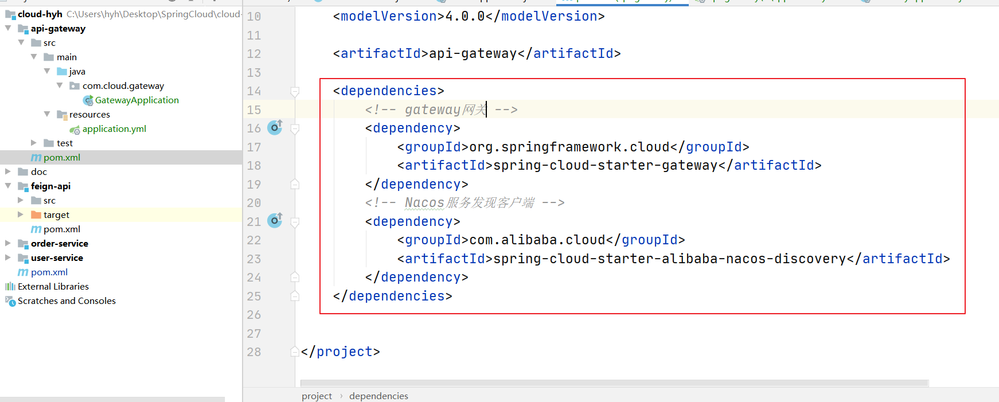 cloud-hyh C:\Users\hyh\Desktop\SpringCloud\cloud-
api-gateway
src
main
java
com.cloud.gateway
GatewayApplication
resources
application.yml
test
pom.xml
doc
feign-api
src
target
pom.xml
order-service
user-service
pom.xml
External Libraries
Scratches and Consoles
10 <modelVersion>4.0.0</modelVersion>
11
12 <artifactId>api-gateway</artifactId>
13
14 <dependencies>
15 <!-- gateway网关 -->
16 <dependency>
17 <groupId>org.springframework.cloud</groupId>
18 <artifactId>spring-cloud-starter-gateway</artifactId>
19 </dependency>
20 <!-- Nacos服务发现客户端 -->
21 <dependency>
22 <groupId>com.alibaba.cloud</groupId>
23 <artifactId>spring-cloud-starter-alibaba-nacos-discovery</artifactId>
24 </dependency>
25 </dependencies>
26
27
28 </project>
project › dependencies